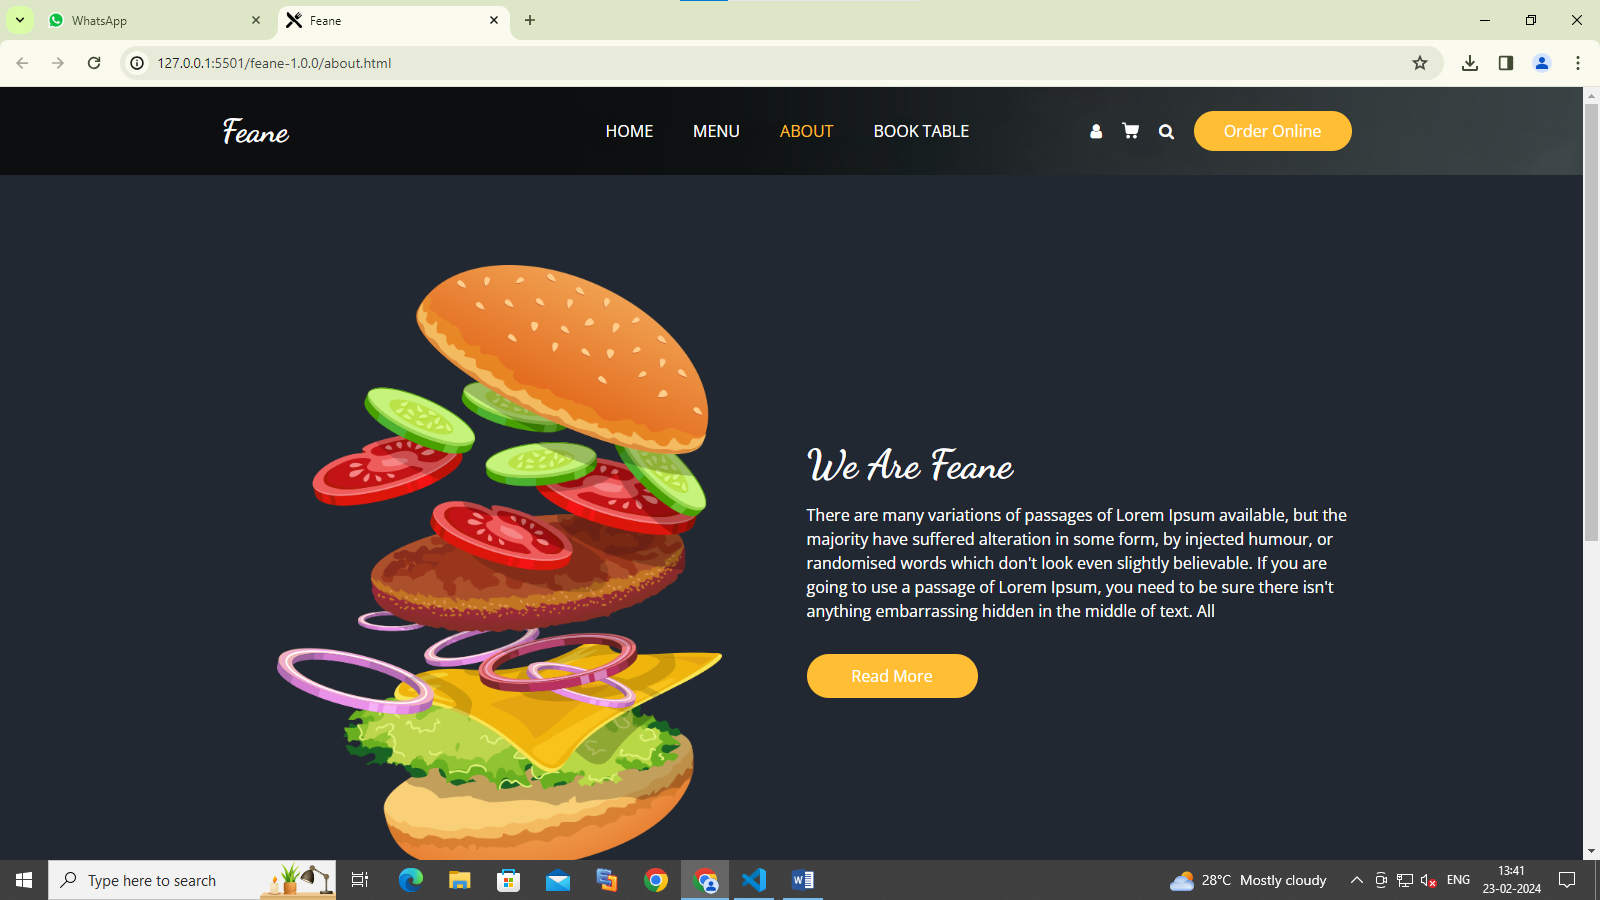 WhatsApp
Feane
127.0.0.1:5501/feane-1.0.0/about.html
Feane
HOME MENU ABOUT BOOK TABLE
Order Online
We Are Feane
There are many variations of passages of Lorem Ipsum available, but the
majority have suffered alteration in some form, by injected humour, or
randomised words which don't look even slightly believable. If you are
going to use a passage of Lorem Ipsum, you need to be sure there isn't
anything embarrassing hidden in the middle of text. All
Read More
Type here to search
28°C Mostly cloudy
ENG
13:41
23-02-2024